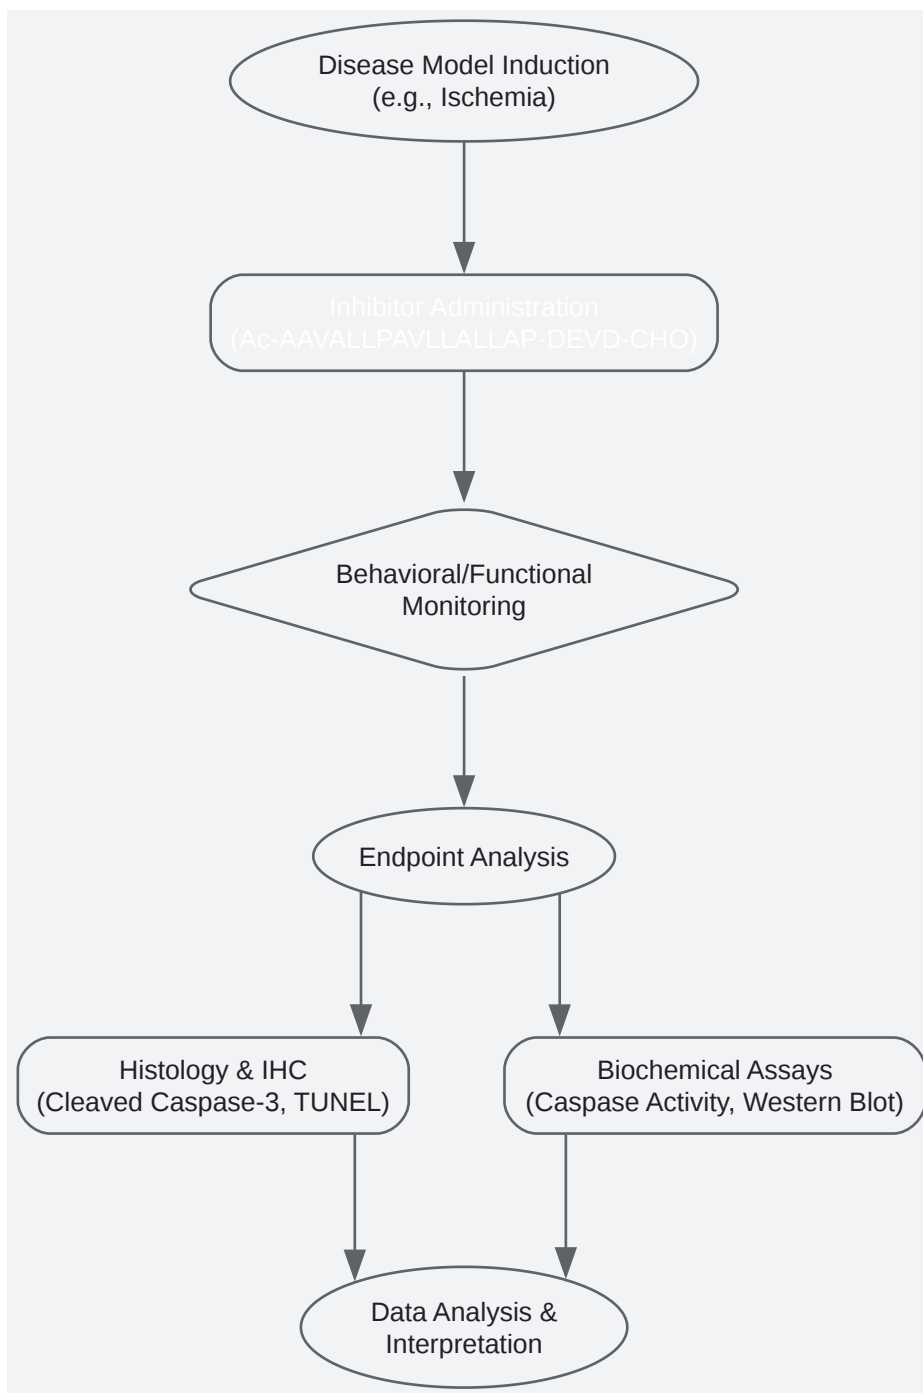 Disease Model Induction
(e.g., Ischemia)
Inhibitor Administration
(Ac-AAVALLPAVLLALLAP-DEVD-CHO)
Behavioral/Functional
Monitoring
Endpoint Analysis
Histology & IHC
(Cleaved Caspase-3, TUNEL)
Biochemical Assays
(Caspase Activity, Western Blot)
Data Analysis &
Interpretation